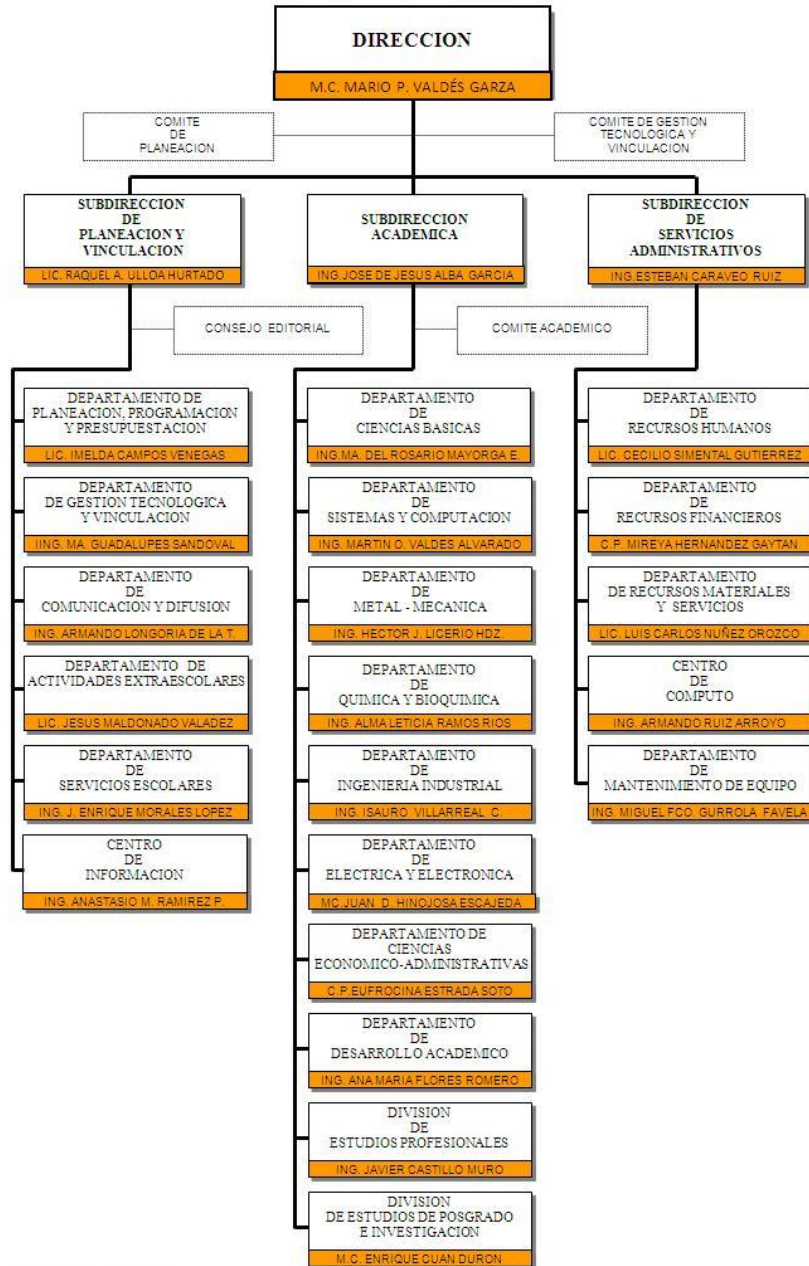 DIRECCION
M.C. MARIO P. VALDÉS GARZA
COMITE
DE
PLANEACION
COMITE DE GESTION
TECNOLOGICA Y
VINCULACION
SUBDIRECCION
DE
PLANEACION Y
VINCULACION
LIC. RAQUEL A. ULLOA HURTADO
SUBDIRECCION
ACADEMICA
ING.JOSE DE JESUS ALBA GARCIA
SUBDIRECCION
DE
SERVICIOS
ADMINISTRATIVOS
ING.ESTEBAN CARAVEO RUIZ
CONSEJO EDITORIAL
COMITE ACADEMICO
DEPARTAMENTO DE
PLANEACION, PROGRAMACION
Y PRESUPUESTACION
LIC. IMELDA CAMPOS VENEGAS
DEPARTAMENTO
DE GESTION TECNOLOGICA
Y VINCULACION
IING. MA. GUADALUPES SANDOVAL
DEPARTAMENTO
DE
COMUNICACION Y DIFUSION
ING. ARMANDO LONGORIA DE LA T.
DEPARTAMENTO DE
ACTIVIDADES EXTRAESCOLARES
LIC. JESUS MALDONADO VALADEZ
DEPARTAMENTO
DE
SERVICIOS ESCOLARES
ING. J. ENRIQUE MORALES LOPEZ
CENTRO
DE
INFORMACION
ING. ANASTASIO M. RAMIREZ P.
DEPARTAMENTO
DE
CIENCIAS BASICAS
ING.MA. DEL ROSARIO MAYORGA E.
DEPARTAMENTO
DE
SISTEMAS Y COMPUTACION
ING. MARTIN O. VALDES ALVARADO
DEPARTAMENTO
DE
METAL - MECANICA
ING. HECTOR J. LICERIO HDZ.
DEPARTAMENTO
DE
QUIMICA Y BIOQUIMICA
ING. ALMA LETICIA RAMOS RIOS
DEPARTAMENTO
DE
INGENIERIA INDUSTRIAL
ING. ISAURO VILLARREAL C.
DEPARTAMENTO
DE
ELECTRICA Y ELECTRONICA
MC.JUAN D. HINOJOSA ESCAJEDA
DEPARTAMENTO DE
CIENCIAS
ECONOMICO-ADMINISTRATIVAS
C.P.EUFROCINA ESTRADA SOTO
DEPARTAMENTO
DE
DESARROLLO ACADEMICO
ING. ANA MARIA FLORES ROMERO
DIVISION
DE
ESTUDIOS PROFESIONALES
ING. JAVIER CASTILLO MURO
DIVISION
DE ESTUDIOS DE POSGRADO
E INVESTIGACION
M.C. ENRIQUE CUAN DURON
DEPARTAMENTO
DE
RECURSOS HUMANOS
LIC. CECILIO SIMENTAL GUTIERREZ
DEPARTAMENTO
DE
RECURSOS FINANCIEROS
C.P. MIREYA HERNANDEZ GAYTAN
DEPARTAMENTO
DE RECURSOS MATERIALES
Y SERVICIOS
LIC. LUIS CARLOS NUÑEZ OROZCO
CENTRO
DE
COMPUTO
ING. ARMANDO RUIZ ARROYO
DEPARTAMENTO
DE
MANTENIMIENTO DE EQUIPO
ING. MIGUEL FCO. GURROLA FAVELA